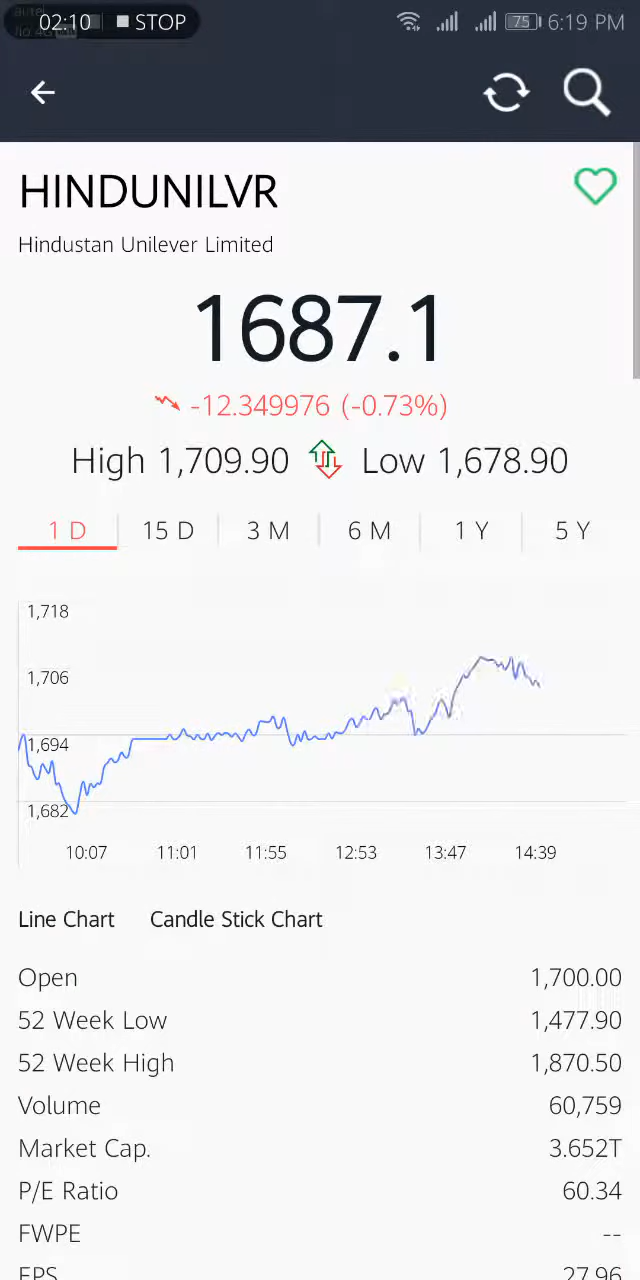 02:10 STOP 75 6:19 PM
HINDUNILVR
Hindustan Unilever Limited
1687.1
-12.349976 (-0.73%)
High 1,709.90 Low 1,678.90
1 D 15 D 3 M 6 M 1 Y 5 Y
1,718
1,706
1,694
1,682
10:07 11:01 11:55 12:53 13:47 14:39
Line Chart Candle Stick Chart
Open 1,700.00
52 Week Low 1,477.90
52 Week High 1,870.50
Volume 60,759
Market Cap. 3.652T
P/E Ratio 60.34
FWPE --
EPS 27.96